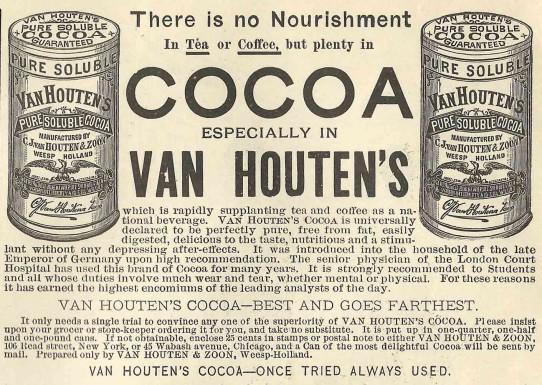 There is no Nourishment
In Tea or Coffee, but plenty in
COCOA
ESPECIALLY IN
VAN HOUTEN'S
which is rapidly supplanting tea and coffee as a na-
tional beverage. VAN HOUTEN'S COCOA is universally
declared to be perfectly pure, free from fat, easily
digested, delicious to the taste, nutritious and a stimu-
lant without any depressing after-effects. It was introduced into the household of the late
Emperor of Germany upon high recommendation. The senior physician of the London Court
Hospital has used this brand of Cocoa for many years. It is strongly recommended to Students
and all whose duties involve much wear and tear, whether mental or physical. For these reasons
it has earned the highest encomiums of the leading analysts of the day.
VAN HOUTEN'S COCOA—BEST AND GOES FARTHEST.
It only needs a single trial to convince any one of the superiority of VAN HOUTEN'S COCOA. Please insist
upon your grocer or store-keeper ordering it for you, and take no substitute. It is put up in one-quarter, one-half
and one-pound cans. If not obtainable, enclose 25 cents in stamps or postal note to either VAN HOUTEN & ZOON,
106 Read street, New York, or 45 Wabash avenue, Chicago, and a Can of the most delightful Cocoa will be sent by
mail. Prepared only by VAN HOUTEN & ZOON, Weesp-Holland.
VAN HOUTEN'S COCOA—ONCE TRIED ALWAYS USED.
VAN HOUTEN'S
PURE SOLUBLE
COCOA
GUARANTEED
PURE SOLUBLE
VAN HOUTEN'S
PURE SOLUBLE COCOA
MANUFACTURED BY
C.J. VAN HOUTEN & ZOON
WEESP HOLLAND
VAN HOUTEN'S
PURE SOLUBLE
COCOA
GUARANTEED
PURE SOLUBLE
VAN HOUTEN'S
PURE SOLUBLE COCOA
MANUFACTURED BY
C.J. VAN HOUTEN & ZOON
WEESP HOLLAND